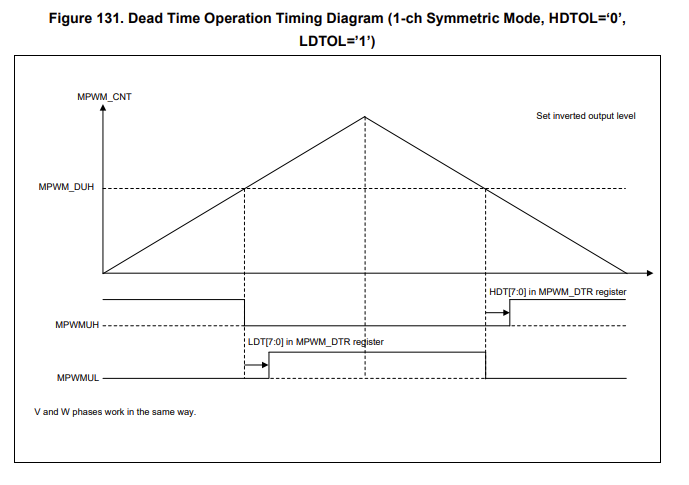 Figure 131. Dead Time Operation Timing Diagram (1-ch Symmetric Mode, HDTOL=‘0’,
LDTOL=’1’)
MPWM_CNT
Set inverted output level
MPWM_DUH
HDT[7:0] in MPWM_DTR register
MPWMUH
LDT[7:0] in MPWM_DTR register
MPWMUL
V and W phases work in the same way.